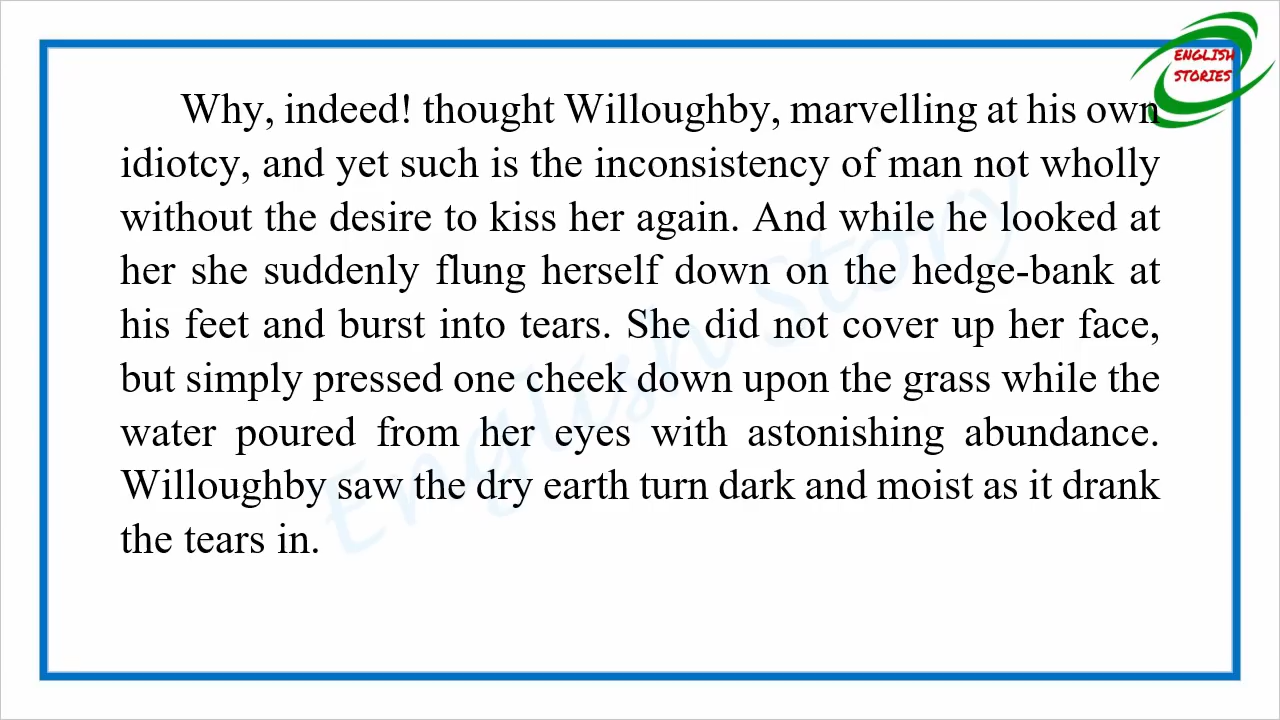 ENGLISH
STORIES
Why, indeed! thought Willoughby, marvelling at his own
idiotcy, and yet such is the inconsistency of man not wholly
without the desire to kiss her again. And while he looked at
her she suddenly flung herself down on the hedge-bank at
his feet and burst into tears. She did not cover up her face,
but simply pressed one cheek down upon the grass while the
water poured from her eyes with astonishing abundance.
Willoughby saw the dry earth turn dark and moist as it drank
the tears in.
English Story